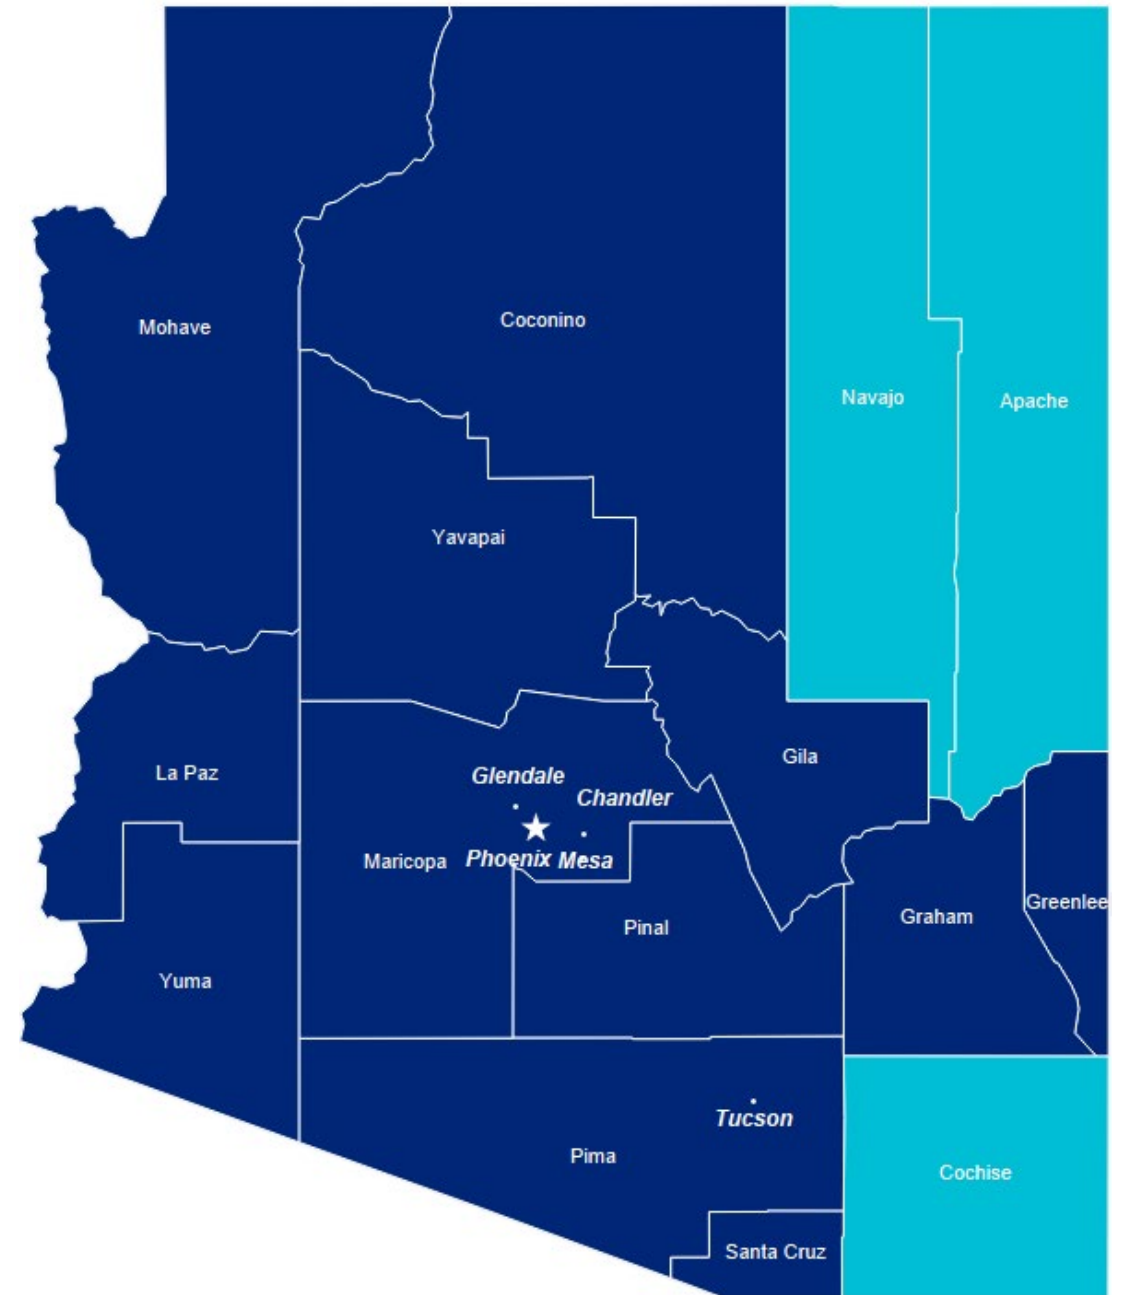 Coconino
Mohave
Navajo
Apache
Yavapai
Gila
La Paz
Glendale
Chandler
Maricopa
Phoenix
Mesa
Greenlee
Graham
Pinal
Yuma
Tucson
Pima
Cochise
Santa Cruz